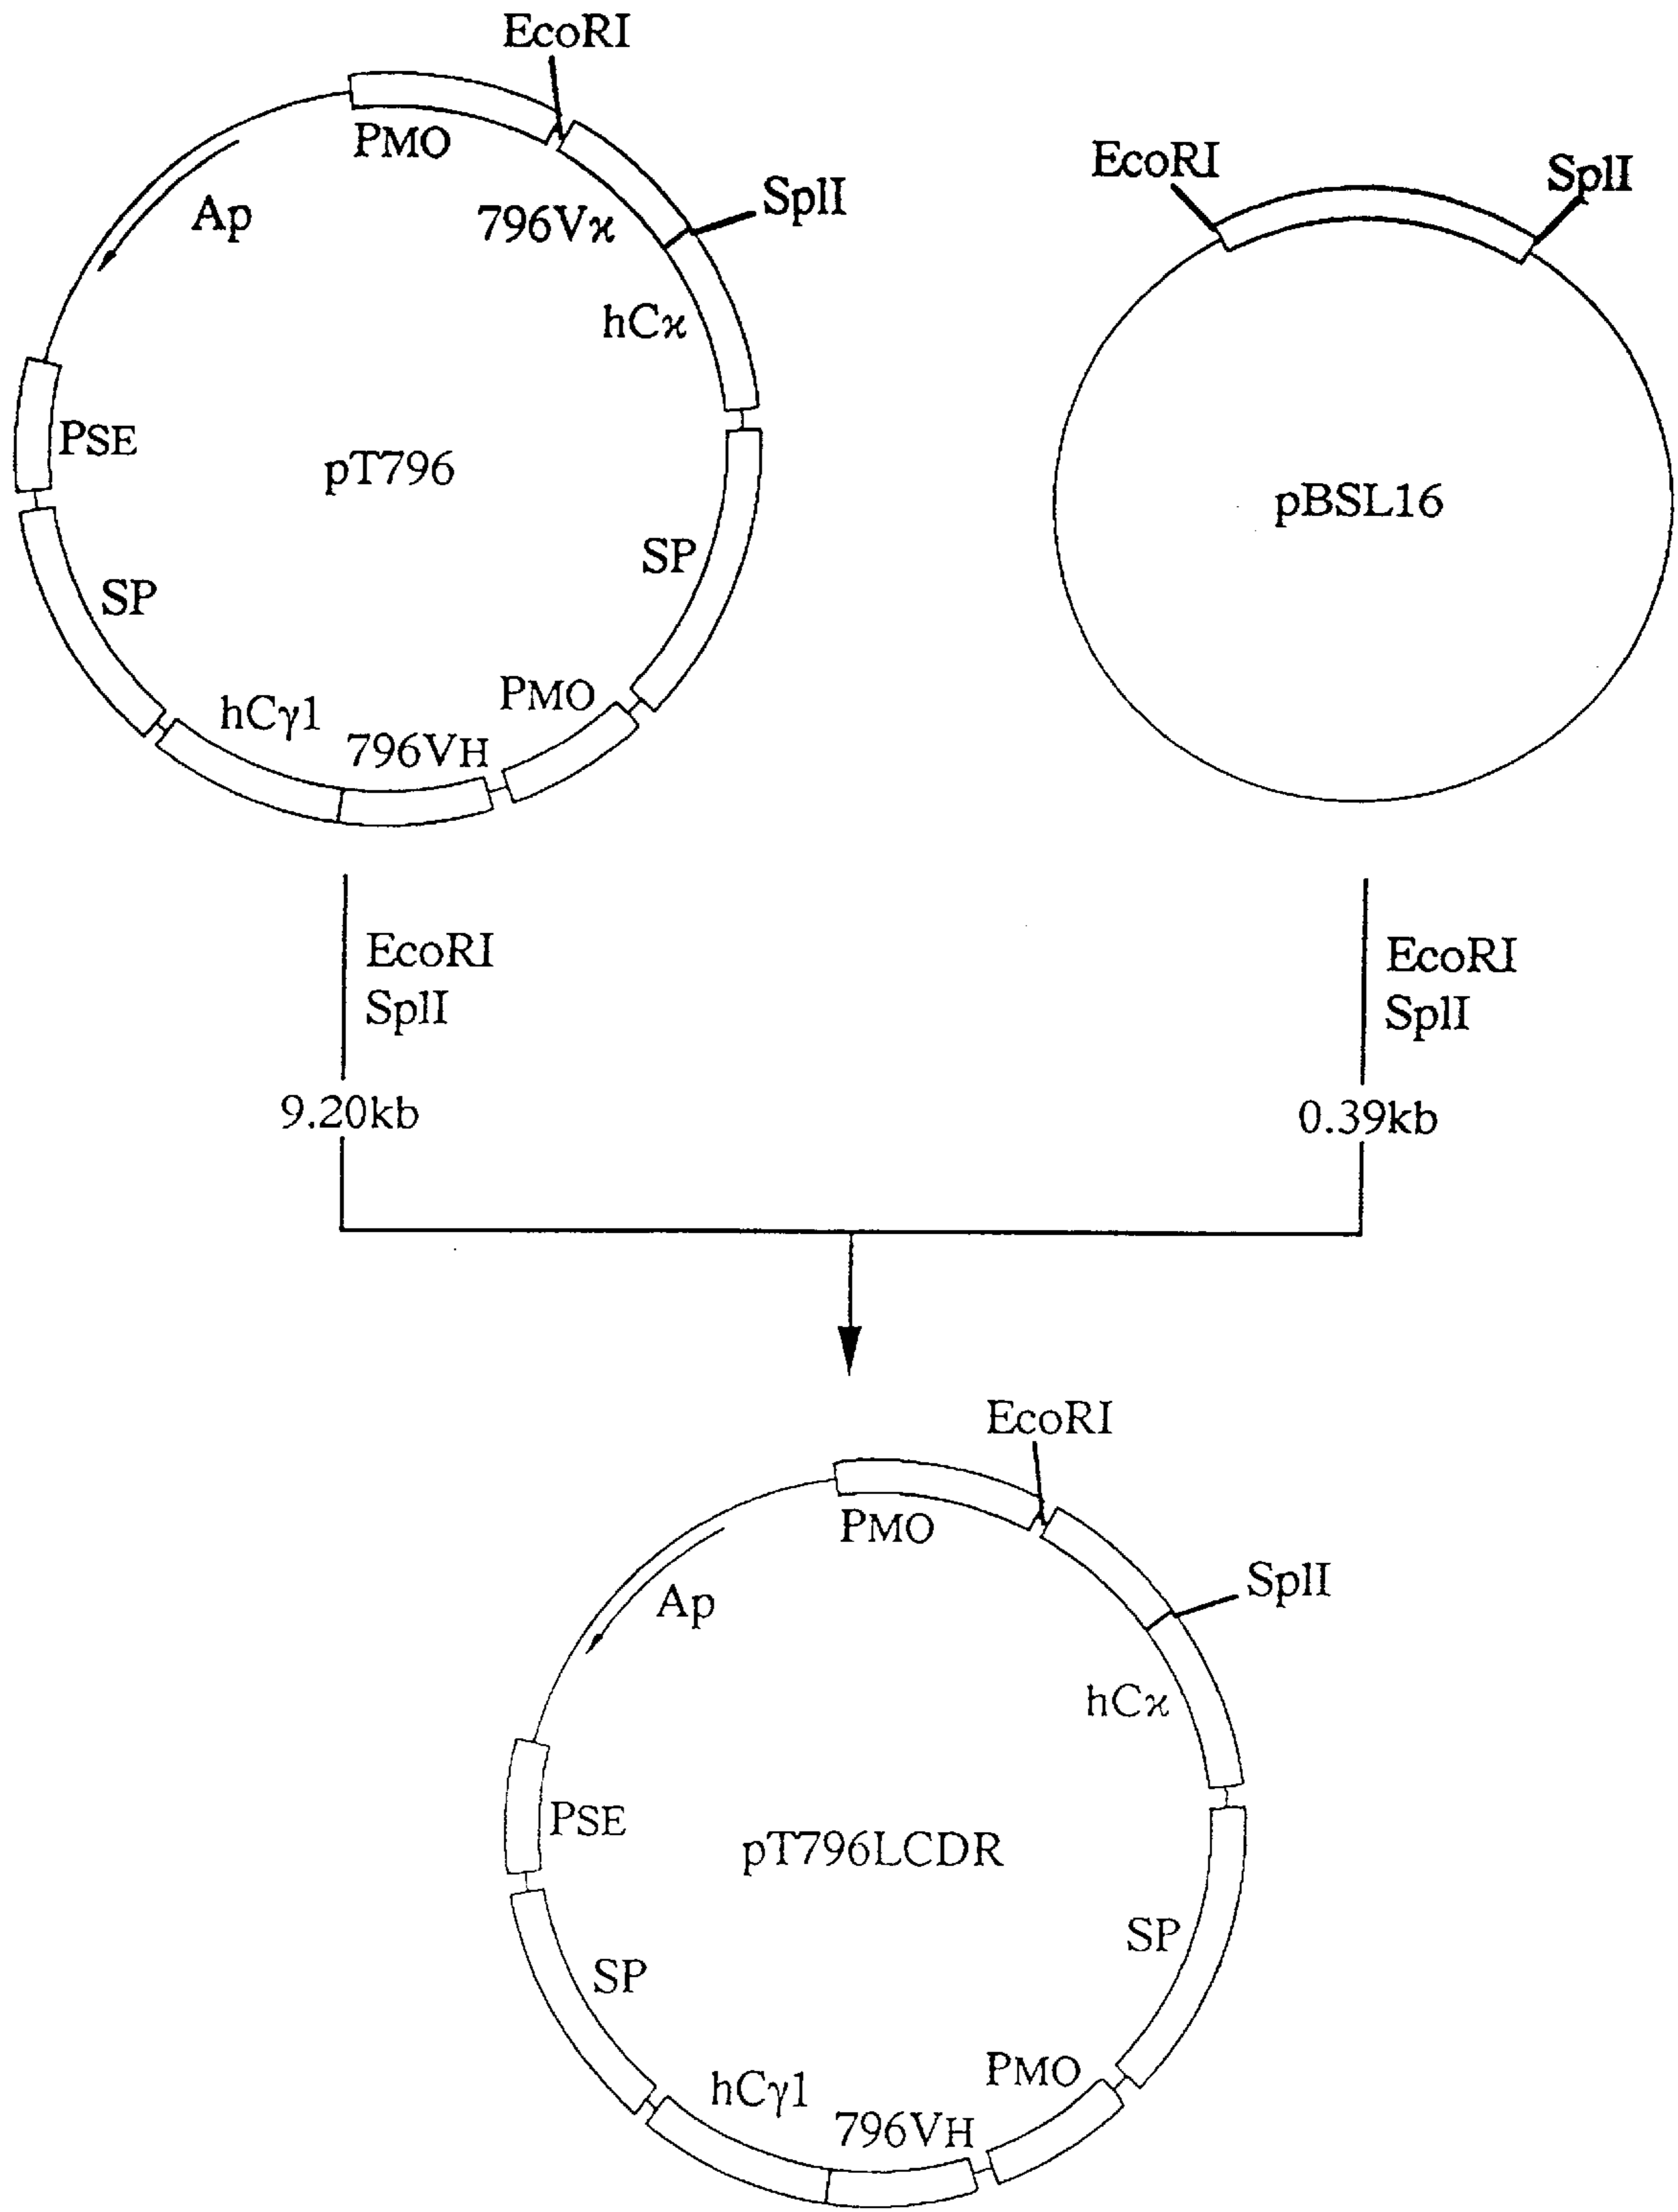 EcoRI
PMO
Ap
796Vϰ
SplI
hCϰ
PSE
pT796
SP
SP
PMO
hCγ1
796VH
EcoRI
SplI
pBSL16
EcoRI
SplI
9.20kb
EcoRI
SplI
0.39kb
EcoRI
PMO
SplI
Ap
hCϰ
PSE
pT796LCDR
SP
SP
PMO
hCγ1
796VH